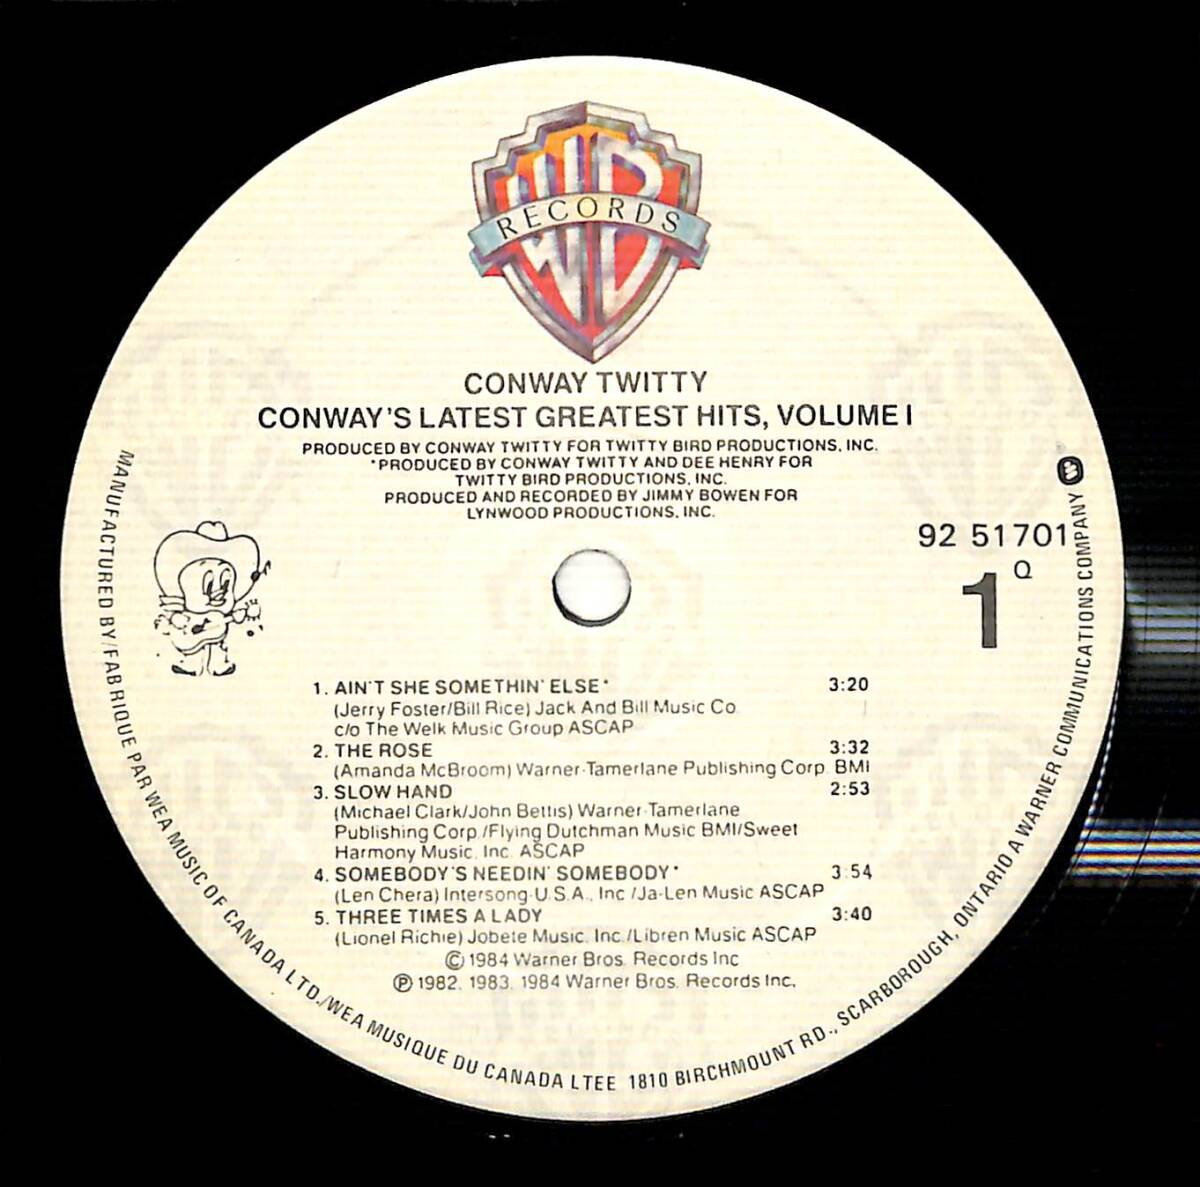 WB
RECORDS
CONWAY TWITTY
CONWAY'S LATEST GREATEST HITS, VOLUME I
PRODUCED BY CONWAY TWITTY FOR TWITTY BIRD PRODUCTIONS, INC.
*PRODUCED BY CONWAY TWITTY AND DEE HENRY FOR
TWITTY BIRD PRODUCTIONS, INC.
PRODUCED AND RECORDED BY JIMMY BOWEN FOR
LYNWOOD PRODUCTIONS, INC.
92 51701
Q
1
1. AIN'T SHE SOMETHIN' ELSE* 3:20
(Jerry Foster/Bill Rice) Jack And Bill Music Co.
c/o The Welk Music Group ASCAP
2. THE ROSE 3:32
(Amanda McBroom) Warner-Tamerlane Publishing Corp. BMI
3. SLOW HAND 2:53
(Michael Clark/John Bettis) Warner-Tamerlane
Publishing Corp./Flying Dutchman Music BMI/Sweet
Harmony Music, Inc. ASCAP
4. SOMEBODY'S NEEDIN' SOMEBODY* 3:54
(Len Chera) Intersong-U.S.A., Inc./Ja-Len Music ASCAP
5. THREE TIMES A LADY 3:40
(Lionel Richie) Jobete Music, Inc./Libren Music ASCAP
© 1984 Warner Bros. Records Inc.
℗ 1982, 1983, 1984 Warner Bros. Records Inc.
MANUFACTURED BY/FABRIQUE PAR WEA MUSIC OF CANADA LTD./WEA MUSIQUE DU CANADA LTEE 1810 BIRCHMOUNT RD., SCARBOROUGH, ONTARIO A WARNER COMMUNICATIONS COMPANY